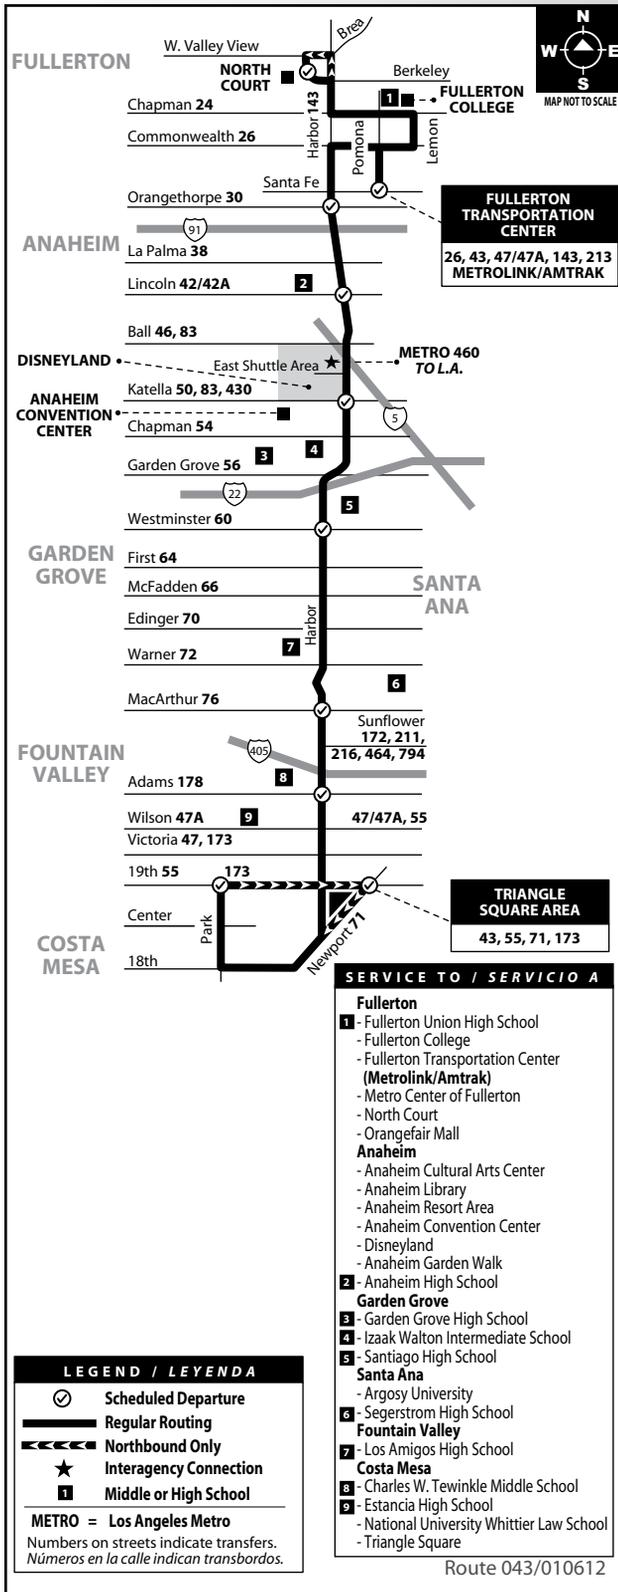 Brea
W. Valley View
FULLERTON
NORTH
COURT
Berkeley
N
W
E
S
MAP NOT TO SCALE
1
FULLERTON
COLLEGE
Chapman 24
Harbor 143
Commonwealth 26
Pomona
Lemon
Santa Fe
Orangethorpe 30
FULLERTON
TRANSPORTATION
CENTER
26, 43, 47/47A, 143, 213
METROLINK/AMTRAK
91
ANAHEIM
La Palma 38
Lincoln 42/42A
2
Ball 46, 83
DISNEYLAND
East Shuttle Area
METRO 460
TO L.A.
Katella 50, 83, 430
ANAHEIM
CONVENTION
CENTER
5
Chapman 54
3
4
Garden Grove 56
22
5
Westminster 60
GARDEN
GROVE
First 64
McFadden 66
SANTA
ANA
Edinger 70
Harbor
7
Warner 72
6
MacArthur 76
Sunflower
172, 211,
216, 464, 794
FOUNTAIN
VALLEY
405
8
Adams 178
Wilson 47A
9
47/47A, 55
Victoria 47, 173
19th 55
173
TRIANGLE
SQUARE AREA
43, 55, 71, 173
Center
Park
Newport 71
COSTA
MESA
18th
SERVICE TO / SERVICIO A
Fullerton
1 - Fullerton Union High School
- Fullerton College
- Fullerton Transportation Center
(Metrolink/Amtrak)
- Metro Center of Fullerton
- North Court
- Orangefair Mall
Anaheim
- Anaheim Cultural Arts Center
- Anaheim Library
- Anaheim Resort Area
- Anaheim Convention Center
- Disneyland
- Anaheim Garden Walk
2 - Anaheim High School
Garden Grove
3 - Garden Grove High School
4 - Izaak Walton Intermediate School
5 - Santiago High School
Santa Ana
- Argosy University
6 - Segerstrom High School
Fountain Valley
7 - Los Amigos High School
Costa Mesa
8 - Charles W. Tewinkle Middle School
9 - Estancia High School
- National University Whittier Law School
- Triangle Square
LEGEND / LEYENDA
Scheduled Departure
Regular Routing
Northbound Only
Interagency Connection
1 Middle or High School
METRO = Los Angeles Metro
Numbers on streets indicate transfers.
Números en la calle indican transbordos.
Route 043/010612